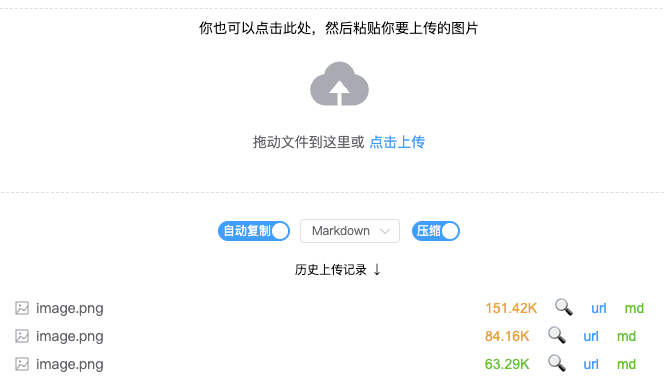 你也可以点击此处，然后粘贴你要上传的图片
拖动文件到这里或 点击上传
自动复制 Markdown 压缩
历史上传记录 ↓
image.png 151.42K url md
image.png 84.16K url md
image.png 63.29K url md